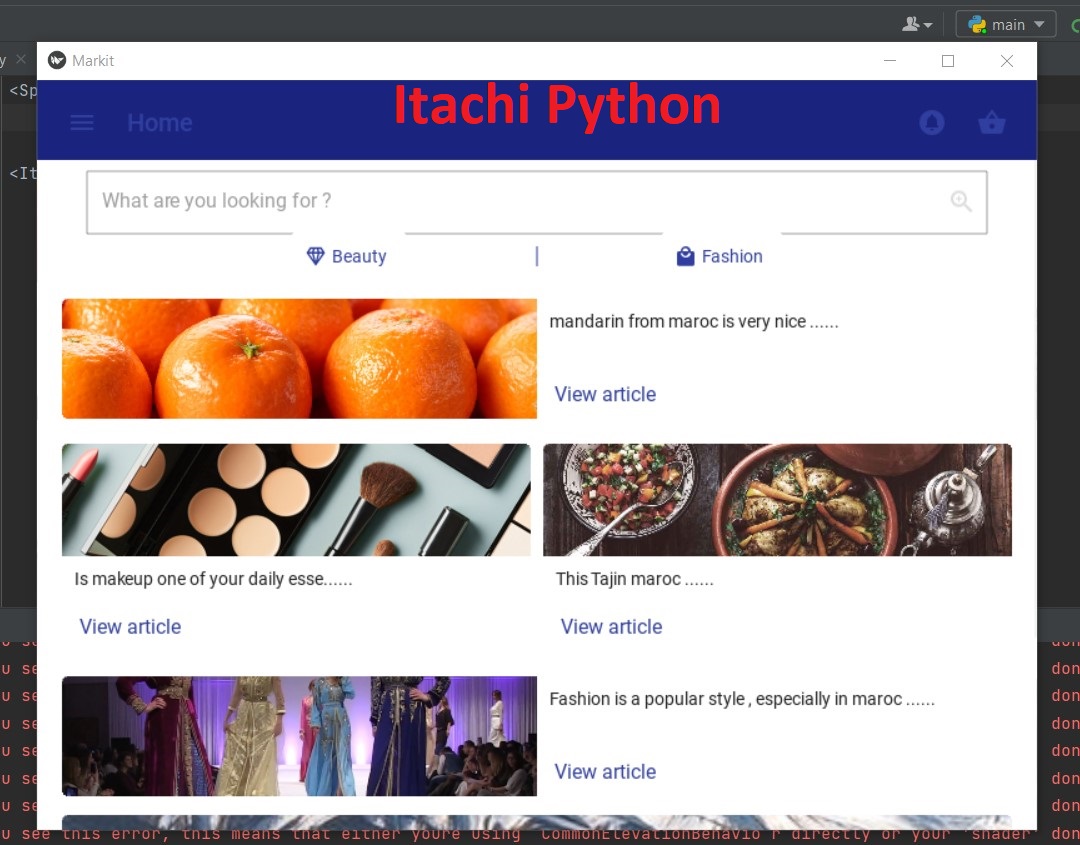 main
y
Markit
<Sp
Itachi Python
Home
<It
What are you looking for ?
Beauty
Fashion
mandarin from maroc is very nice ......
View article
Is makeup one of your daily esse......
This Tajin maroc ......
View article
View article
Fashion is a popular style , especially in maroc ......
View article
u se don
u se don
u se don
u se don
u se don
u se don
u see this error, this means that either youre using `CommonElevationBehavio`r directly or your 'shader' don